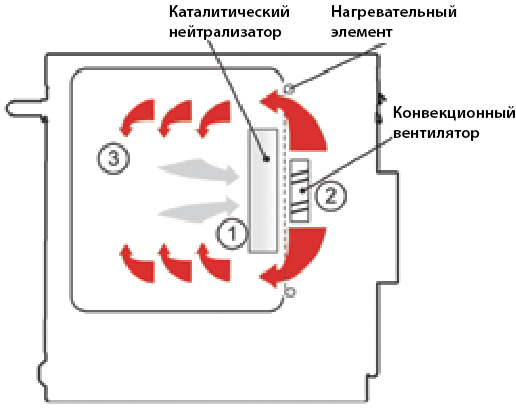 Каталитический
нейтрализатор
Нагревательный
элемент
Конвекционный
вентилятор
3
2
1